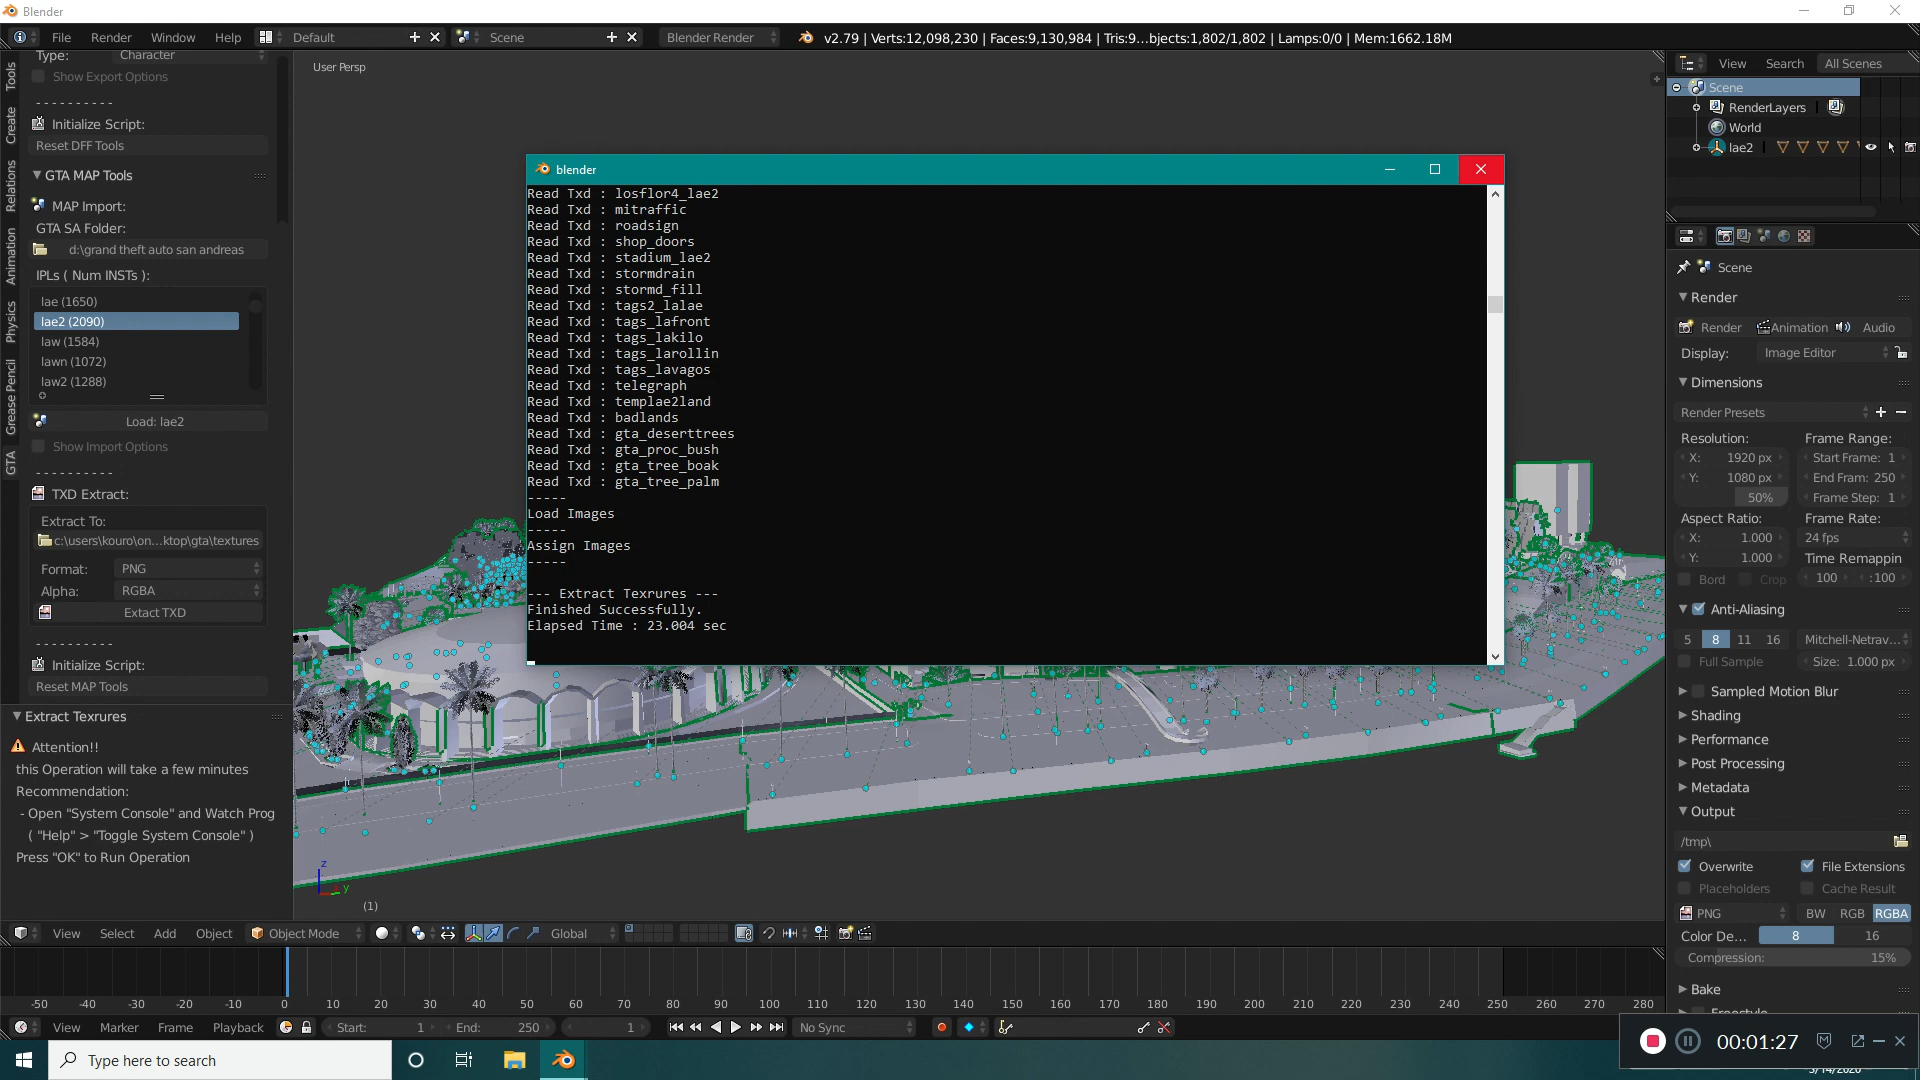 Blender
File Render Window Help Default Scene Blender Render v2.79 | Verts:12,098,230 | Faces:9,130,984 | Tris:9...bjects:1,802/1,802 | Lamps:0/0 | Mem:1662.18M
Tools
Create
Relations
Animation
Physics
Grease Pencil
GTA
Type: Character
Show Export Options
----------
Initialize Script:
Reset DFF Tools
GTA MAP Tools
MAP Import:
GTA SA Folder:
d:\grand theft auto san andreas
IPLs ( Num INSTs ):
lae (1650)
lae2 (2090)
law (1584)
lawn (1072)
law2 (1288)
Load: lae2
Show Import Options
----------
TXD Extract:
Extract To:
c:\users\kouro\on...ktop\gta\textures
Format: PNG
Alpha: RGBA
Extact TXD
----------
Initialize Script:
Reset MAP Tools
Extract Texrures
Attention!!
this Operation will take a few minutes
Recommendation:
- Open "System Console" and Watch Prog
( "Help" > "Toggle System Console" )
Press "OK" to Run Operation
User Persp
blender
Read Txd : losflor4_lae2
Read Txd : mitraffic
Read Txd : roadsign
Read Txd : shop_doors
Read Txd : stadium_lae2
Read Txd : stormdrain
Read Txd : stormd_fill
Read Txd : tags2_lalae
Read Txd : tags_lafront
Read Txd : tags_lakilo
Read Txd : tags_larollin
Read Txd : tags_lavagos
Read Txd : telegraph
Read Txd : templae2land
Read Txd : badlands
Read Txd : gta_deserttrees
Read Txd : gta_proc_bush
Read Txd : gta_tree_boak
Read Txd : gta_tree_palm
-----
Load Images
-----
Assign Images
-----
--- Extract Texrures ---
Finished Successfully.
Elapsed Time : 23.004 sec
z
y
(1)
View Select Add Object Object Mode Global
-50 -40 -30 -20 -10 0 10 20 30 40 50 60 70 80 90 100 110 120 130 140 150 160 170 180 190 200 210 220 230 240 250 260 270 280
View Marker Frame Playback Start: 1 End: 250 1 No Sync
View Search All Scenes
Scene
RenderLayers
World
lae2
Scene
Render
Render Animation Audio
Display: Image Editor
Dimensions
Render Presets
Resolution: Frame Range:
X: 1920 px Start Frame: 1
Y: 1080 px End Fram: 250
50% Frame Step: 1
Aspect Ratio: Frame Rate:
X: 1.000 24 fps
Y: 1.000 Time Remappin
Bord Crop 100 :100
Anti-Aliasing
5 8 11 16 Mitchell-Netrav...
Full Sample Size: 1.000 px
Sampled Motion Blur
Shading
Performance
Post Processing
Metadata
Output
/tmp\
Overwrite File Extensions
Placeholders Cache Result
PNG BW RGB RGBA
Color De... 8 16
Compression: 15%
Bake
Type here to search
00:01:27